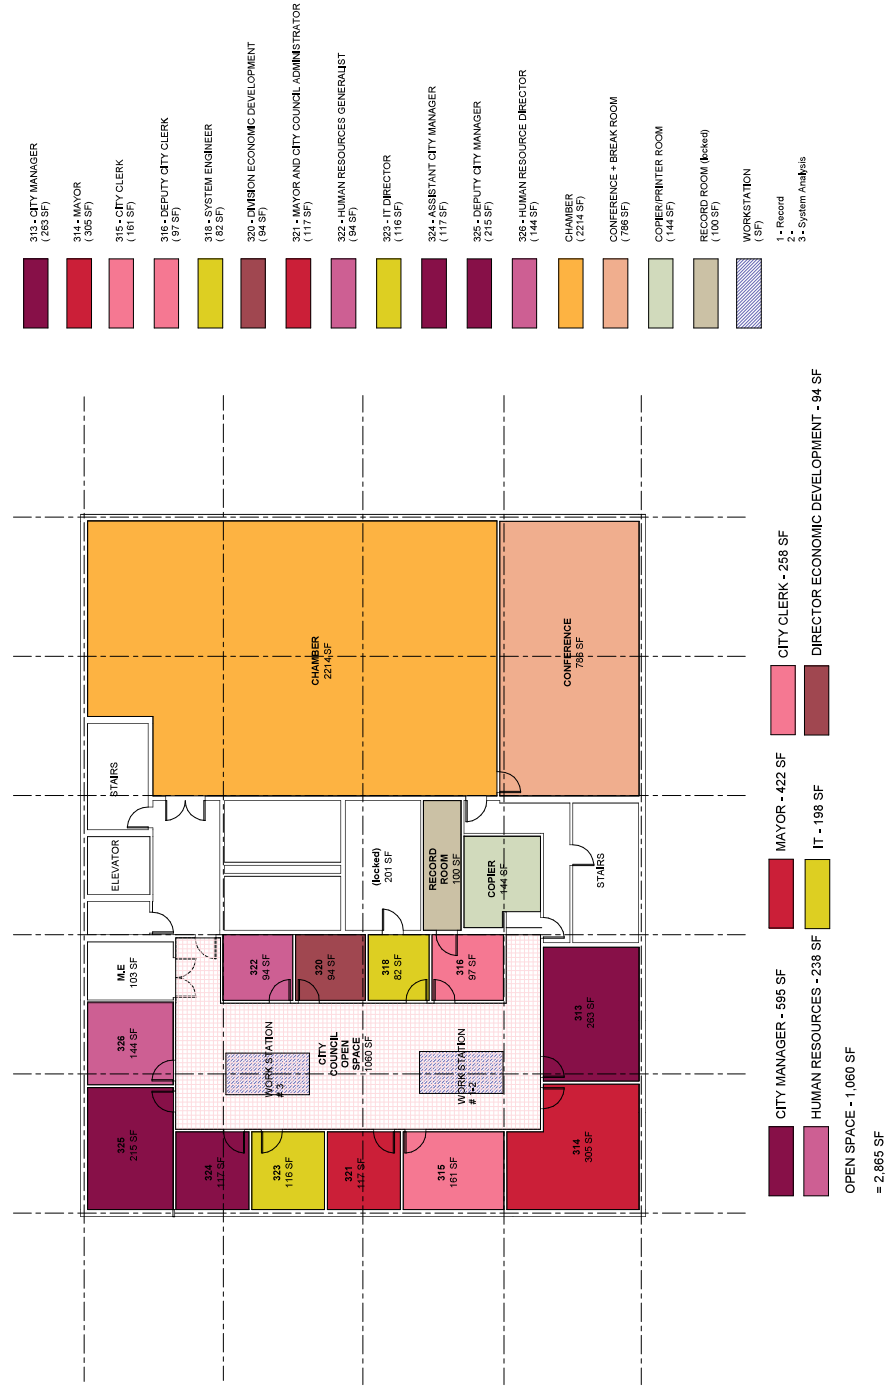 313 - CITY MANAGER
( 263 SF)
314 - MAYOR
( 305 SF)
315 - CITY CLERK
( 161 SF)
316 - DEPUTY CITY CLERK
( 97 SF)
318 - SYSTEM ENGINEER
( 82 SF)
320 - DIVISION ECONOMIC DEVELOPMENT
( 94 SF)
321 - MAYOR AND CITY COUNCIL ADMINISTRATOR
( 117 SF)
322 - HUMAN RESOURCES GENERALIST
( 94 SF)
323 - IT DIRECTOR
( 116 SF)
324 - ASSISTANT CITY MANAGER
( 117 SF)
325 - DEPUTY CITY MANAGER
( 215 SF)
326 - HUMAN RESOURCE DIRECTOR
( 144 SF)
CHAMBER
( 2214 SF)
CONFERENCE + BREAK ROOM
( 786 SF)
COPIER/PRINTER ROOM
( 144 SF)
RECORD ROOM (locked)
( 100 SF)
WORKSTATION
( SF)
1 - Record
2 -
3 - System Analysis
325
215 SF
326
144 SF
M.E
103 SF
ELEVATOR
STAIRS
CHAMBER
2214 SF
324
117 SF
323
116 SF
321
117 SF
315
161 SF
314
305 SF
WORK STATION
# 3
CITY
COUNCIL
OPEN
SPACE
1060 SF
WORK STATION
# 1-2
322
94 SF
320
94 SF
318
82 SF
316
97 SF
313
263 SF
(locked)
201 SF
RECORD
ROOM
100 SF
COPIER
144 SF
STAIRS
CONFERENCE
786 SF
CITY MANAGER - 595 SF
MAYOR - 422 SF
CITY CLERK - 258 SF
HUMAN RESOURCES - 238 SF
IT - 198 SF
DIRECTOR ECONOMIC DEVELOPMENT - 94 SF
OPEN SPACE - 1,060 SF
= 2,865 SF